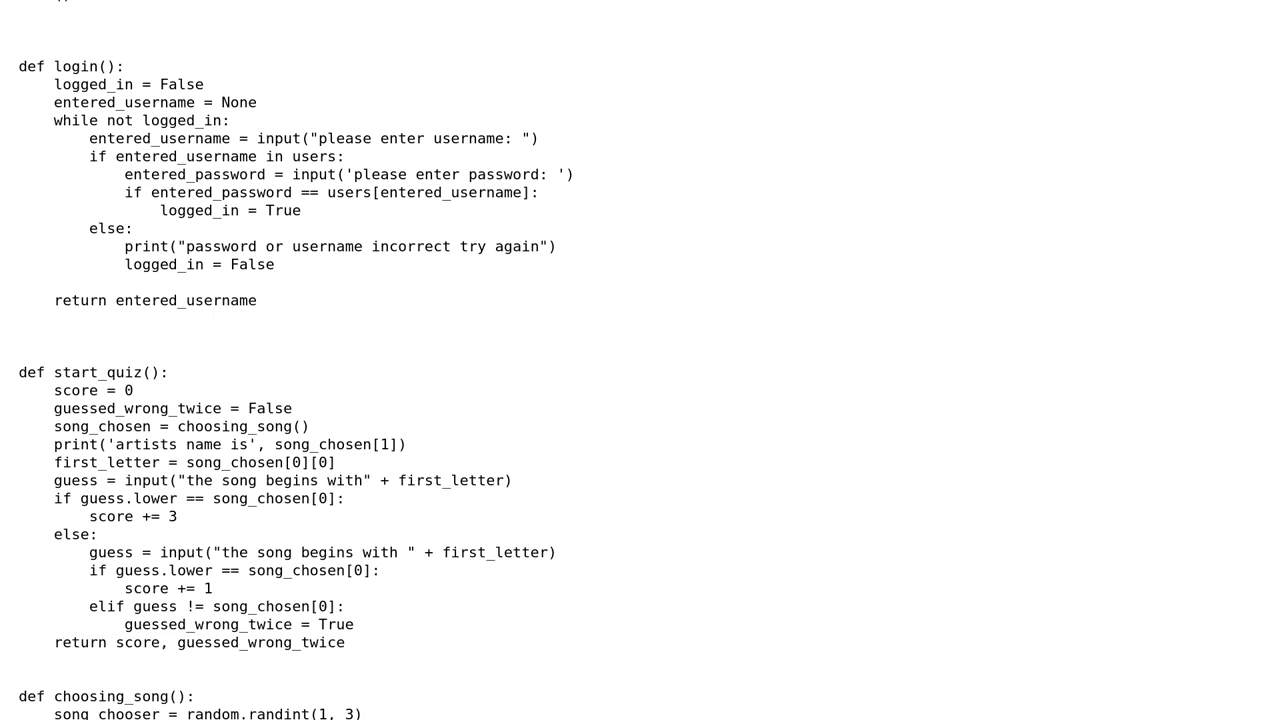 ()
def login():
    logged_in = False
    entered_username = None
    while not logged_in:
        entered_username = input("please enter username: ")
        if entered_username in users:
            entered_password = input('please enter password: ')
            if entered_password == users[entered_username]:
                logged_in = True
        else:
            print("password or username incorrect try again")
            logged_in = False
    return entered_username
def start_quiz():
    score = 0
    guessed_wrong_twice = False
    song_chosen = choosing_song()
    print('artists name is', song_chosen[1])
    first_letter = song_chosen[0][0]
    guess = input("the song begins with" + first_letter)
    if guess.lower == song_chosen[0]:
        score += 3
    else:
        guess = input("the song begins with " + first_letter)
        if guess.lower == song_chosen[0]:
            score += 1
        elif guess != song_chosen[0]:
            guessed_wrong_twice = True
    return score, guessed_wrong_twice
def choosing_song():
    song_chooser = random.randint(1, 3)